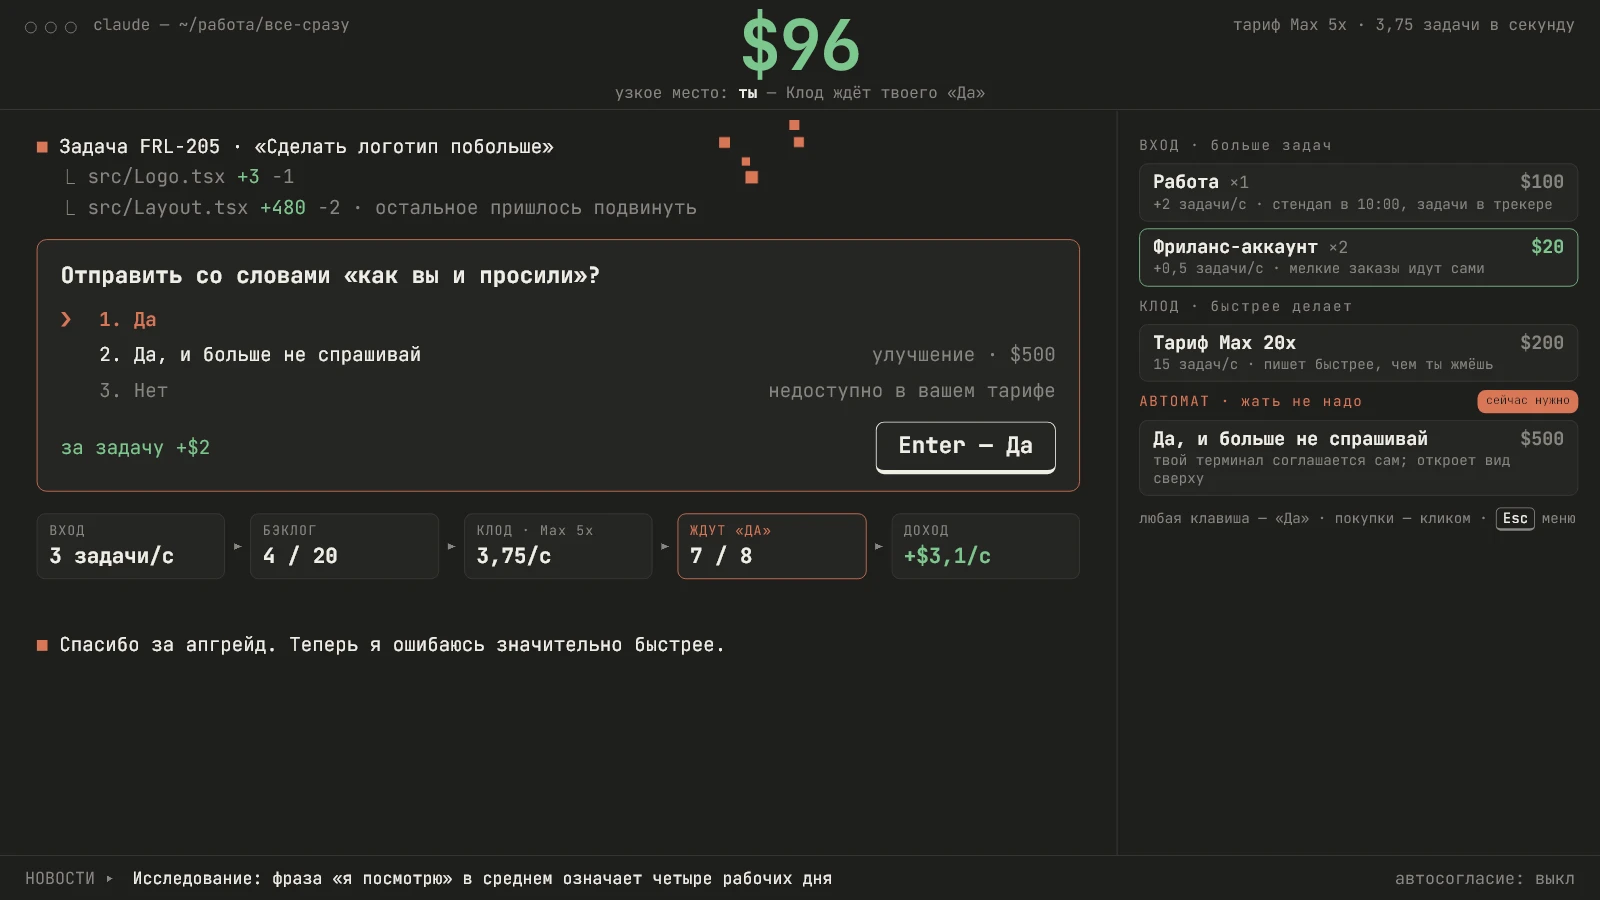 claude — ~/работа/все-сразу
$96
тариф Max 5x · 3,75 задачи в секунду
узкое место: ты — Клод ждёт твоего «Да»
Задача FRL-205 · «Сделать логотип побольше»
src/Logo.tsx +3 -1
src/Layout.tsx +480 -2 · остальное пришлось подвинуть
Отправить со словами «как вы и просили»?
❯ 1. Да
2. Да, и больше не спрашивай улучшение · $500
3. Нет недоступно в вашем тарифе
за задачу +$2 Enter — Да
ВХОД
3 задачи/с
БЭКЛОГ
4 / 20
КЛОД · Max 5x
3,75/с
ЖДУТ «ДА»
7 / 8
ДОХОД
+$3,1/с
Спасибо за апгрейд. Теперь я ошибаюсь значительно быстрее.
ВХОД · больше задач
Работа ×1 $100
+2 задачи/с · стендап в 10:00, задачи в трекере
Фриланс-аккаунт ×2 $20
+0,5 задачи/с · мелкие заказы идут сами
КЛОД · быстрее делает
Тариф Max 20x $200
15 задач/с · пишет быстрее, чем ты жмёшь
АВТОМАТ · жать не надо сейчас нужно
Да, и больше не спрашивай $500
твой терминал соглашается сам; откроет вид
сверху
любая клавиша — «Да» · покупки — кликом · Esc меню
НОВОСТИ ▸ Исследование: фраза «я посмотрю» в среднем означает четыре рабочих дня
автосогласие: выкл